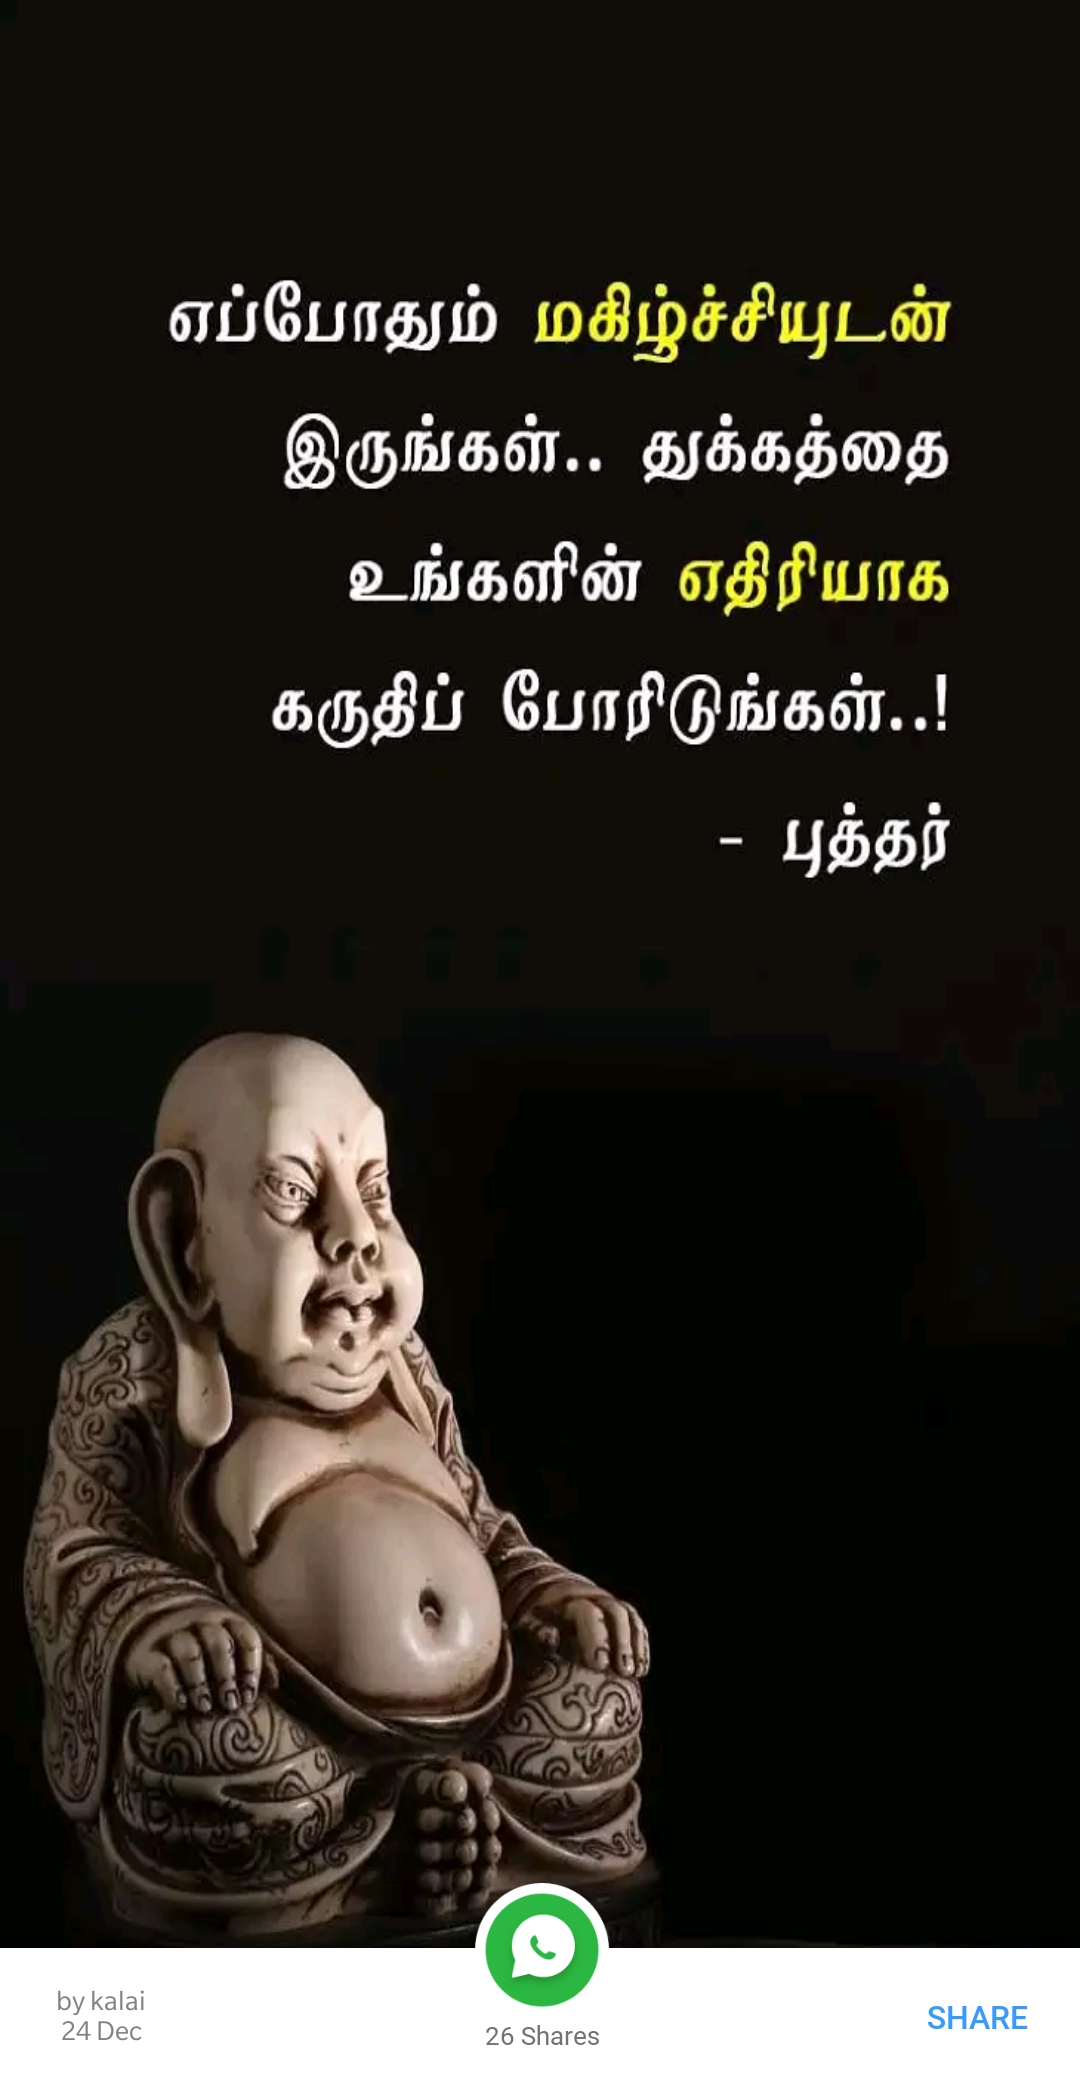 எப்போதும் மகிழ்ச்சியுடன்
இருங்கள்.. துக்கத்தை
உங்களின் எதிரியாக
கருதிப் போரிடுங்கள்..!
- புத்தர்
by kalai
24 Dec
26 Shares
SHARE